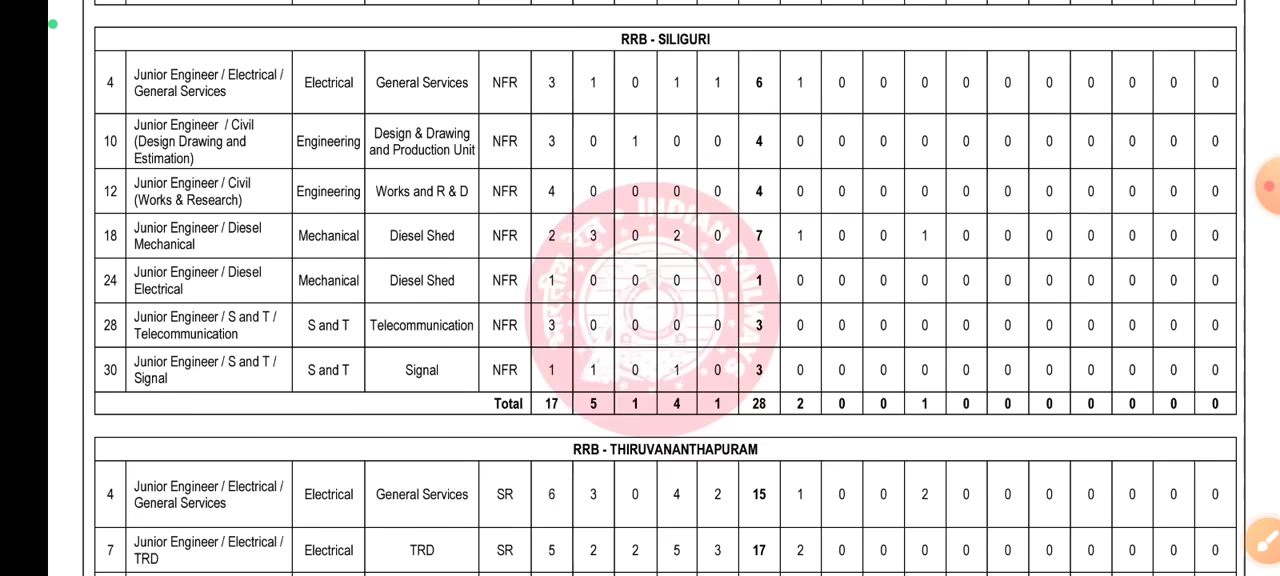 RRB - SILIGURI
4 Junior Engineer / Electrical / General Services Electrical General Services NFR 3 1 0 1 1 6 1 0 0 0 0 0 0 0 0 0 0
10 Junior Engineer / Civil (Design Drawing and Estimation) Engineering Design & Drawing and Production Unit NFR 3 0 1 0 0 4 0 0 0 0 0 0 0 0 0 0 0
12 Junior Engineer / Civil (Works & Research) Engineering Works and R & D NFR 4 0 0 0 0 4 0 0 0 0 0 0 0 0 0 0 0
18 Junior Engineer / Diesel Mechanical Mechanical Diesel Shed NFR 2 3 0 2 0 7 1 0 0 1 0 0 0 0 0 0 0
24 Junior Engineer / Diesel Electrical Mechanical Diesel Shed NFR 1 0 0 0 0 1 0 0 0 0 0 0 0 0 0 0 0
28 Junior Engineer / S and T / Telecommunication S and T Telecommunication NFR 3 0 0 0 0 3 0 0 0 0 0 0 0 0 0 0 0
30 Junior Engineer / S and T / Signal S and T Signal NFR 1 1 0 1 0 3 0 0 0 0 0 0 0 0 0 0 0
Total 17 5 1 4 1 28 2 0 0 1 0 0 0 0 0 0 0
भारतीय रेल • INDIAN RAILWAYS
RRB - THIRUVANANTHAPURAM
4 Junior Engineer / Electrical / General Services Electrical General Services SR 6 3 0 4 2 15 1 0 0 2 0 0 0 0 0 0 0
7 Junior Engineer / Electrical / TRD Electrical TRD SR 5 2 2 5 3 17 2 0 0 0 0 0 0 0 0 0 0